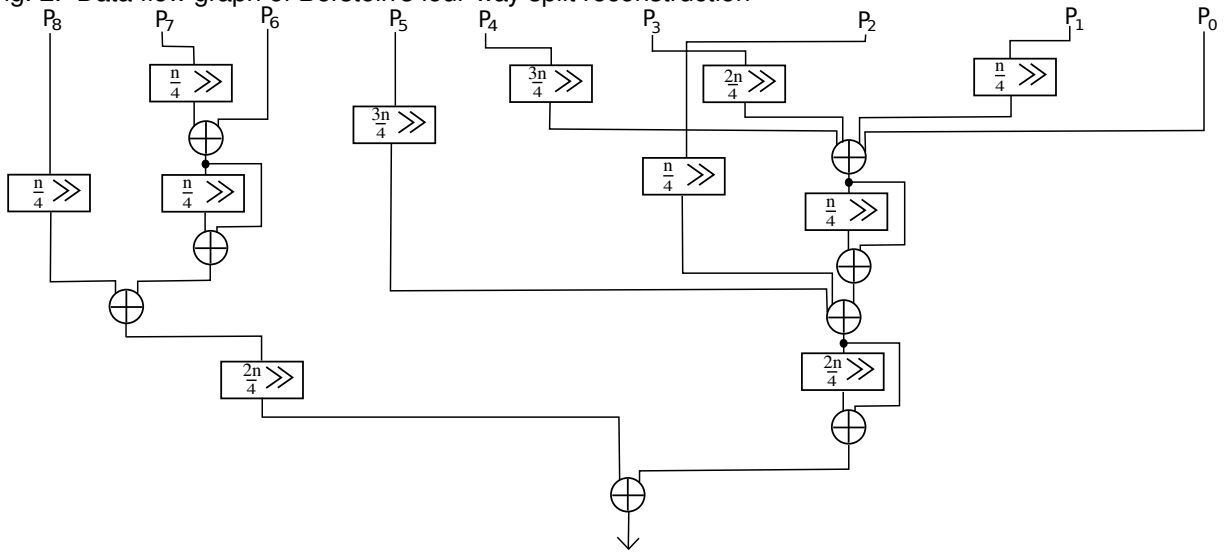 Fig. 2. Data flow graph of Berstein's four way split reconstruction
P8 P7 P6 P5 P4 P3 P2 P1 P0
n/4 >>
3n/4 >>
2n/4 >>
n/4 >>
3n/4 >>
n/4 >>
n/4 >>
n/4 >>
n/4 >>
2n/4 >>
2n/4 >>